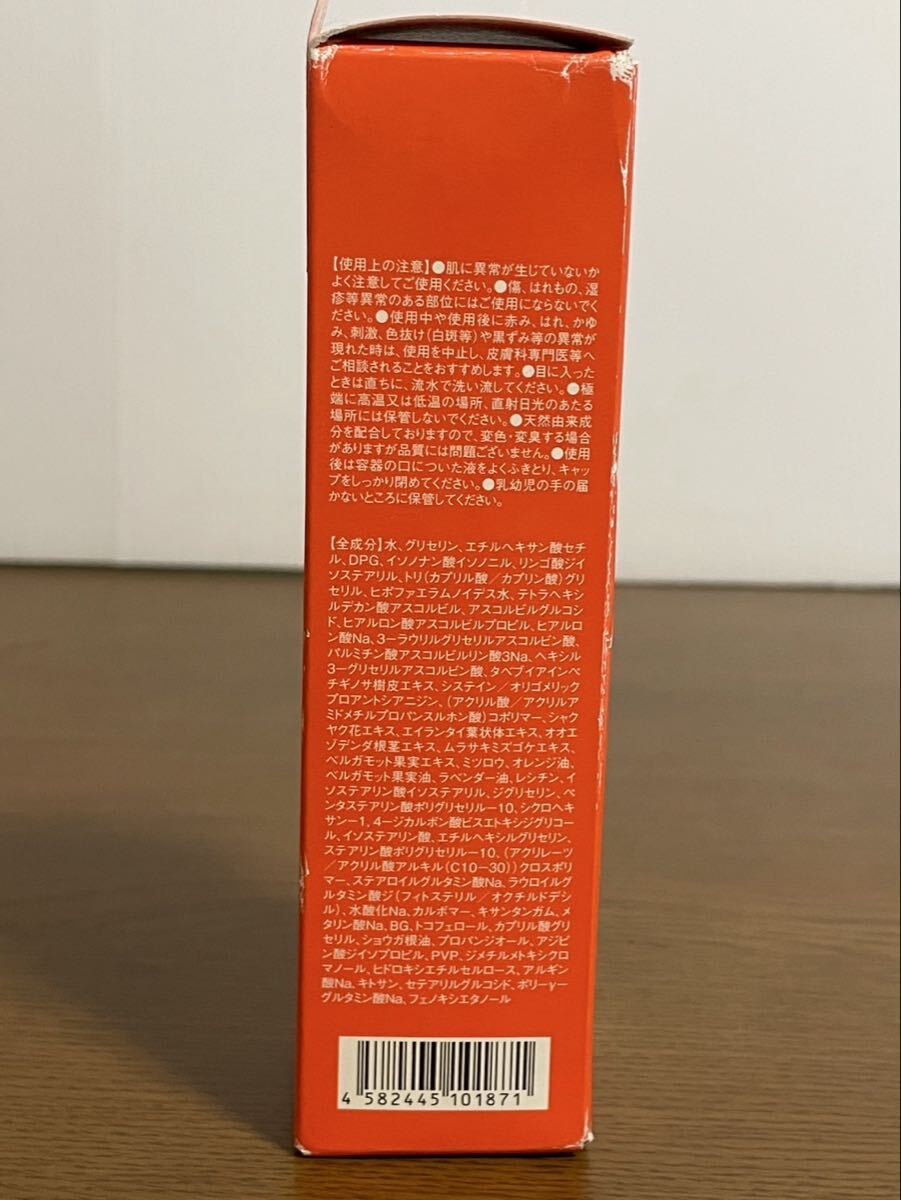 【使用上の注意】●肌に異常が生じていないか
よく注意してご使用ください。●傷、はれもの、湿
疹等異常のある部位にはご使用にならないでく
ださい。●使用中や使用後に赤み、はれ、かゆ
み、刺激、色抜け(白斑等)や黒ずみ等の異常が
現れた時は、使用を中止し、皮膚科専門医等へ
ご相談されることをおすすめします。●目に入った
ときは直ちに、流水で洗い流してください。●極
端に高温又は低温の場所、直射日光のあたる
場所には保管しないでください。●天然由来成
分を配合しておりますので、変色・変臭する場合
がありますが品質には問題ございません。●使用
後は容器の口についた液をよくふきとり、キャッ
プをしっかり閉めてください。●乳幼児の手の届
かないところに保管してください。
【全成分】水、グリセリン、エチルヘキサン酸セチ
ル、DPG、イソノナン酸イソノニル、リンゴ酸ジイ
ソステアリル、トリ(カプリル酸/カプリン酸)グリ
セリル、ヒポファエラムノイデス水、テトラヘキシ
ルデカン酸アスコルビル、アスコルビルグルコシ
ド、ヒアルロン酸アスコルビルプロピル、ヒアルロ
ン酸Na、3-ラウリルグリセリルアスコルビン酸、
パルミチン酸アスコルビルリン酸3Na、ヘキシル
3-グリセリルアスコルビン酸、タベブイアインペ
チギノサ樹皮エキス、システイン/オリゴメリック
プロアントシアニジン、(アクリル酸/アクリルア
ミドメチルプロパンスルホン酸)コポリマー、シャク
ヤク花エキス、エイランタイ葉状体エキス、オオエ
ゾデンダ根茎エキス、ムラサキミズゴケエキス、
ベルガモット果実エキス、ミツロウ、オレンジ油、
ベルガモット果実油、ラベンダー油、レシチン、イ
ソステアリン酸イソステアリル、ジグリセリン、ペ
ンタステアリン酸ポリグリセリル-10、シクロヘキ
サン-1,4-ジカルボン酸ビスエトキシジグリコー
ル、イソステアリン酸、エチルヘキシルグリセリン、
ステアリン酸ポリグリセリル-10、(アクリレーツ
/アクリル酸アルキル(C10-30))クロスポリ
マー、ステアロイルグルタミン酸Na、ラウロイルグ
ルタミン酸ジ(フィトステリル/オクチルドデシ
ル)、水酸化Na、カルボマー、キサンタンガム、メ
タリン酸Na、BG、トコフェロール、カプリル酸グリ
セリル、ショウガ根油、プロパンジオール、アジピ
ン酸ジイソプロピル、PVP、ジメチルメトキシクロ
マノール、ヒドロキシエチルセルロース、アルギン
酸Na、キトサン、セテアリルグルコシド、ポリ-γ-
グルタミン酸Na、フェノキシエタノール
4 582445 101871